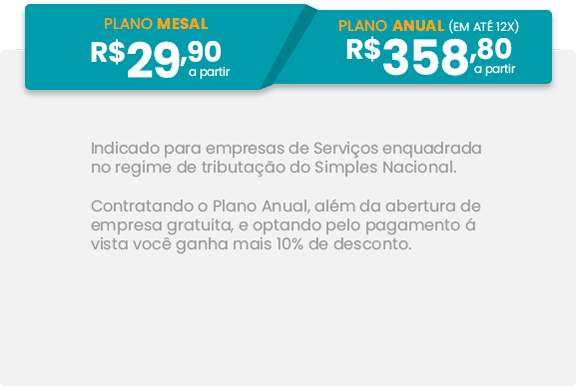 PLANO MESAL
R$29,90
a partir
PLANO ANUAL (EM ATÉ 12X)
R$358,80
a partir
Indicado para empresas de Serviços enquadrada
no regime de tributação do Simples Nacional.
Contratando o Plano Anual, além da abertura de
empresa gratuita, e optando pelo pagamento á
vista você ganha mais 10% de desconto.